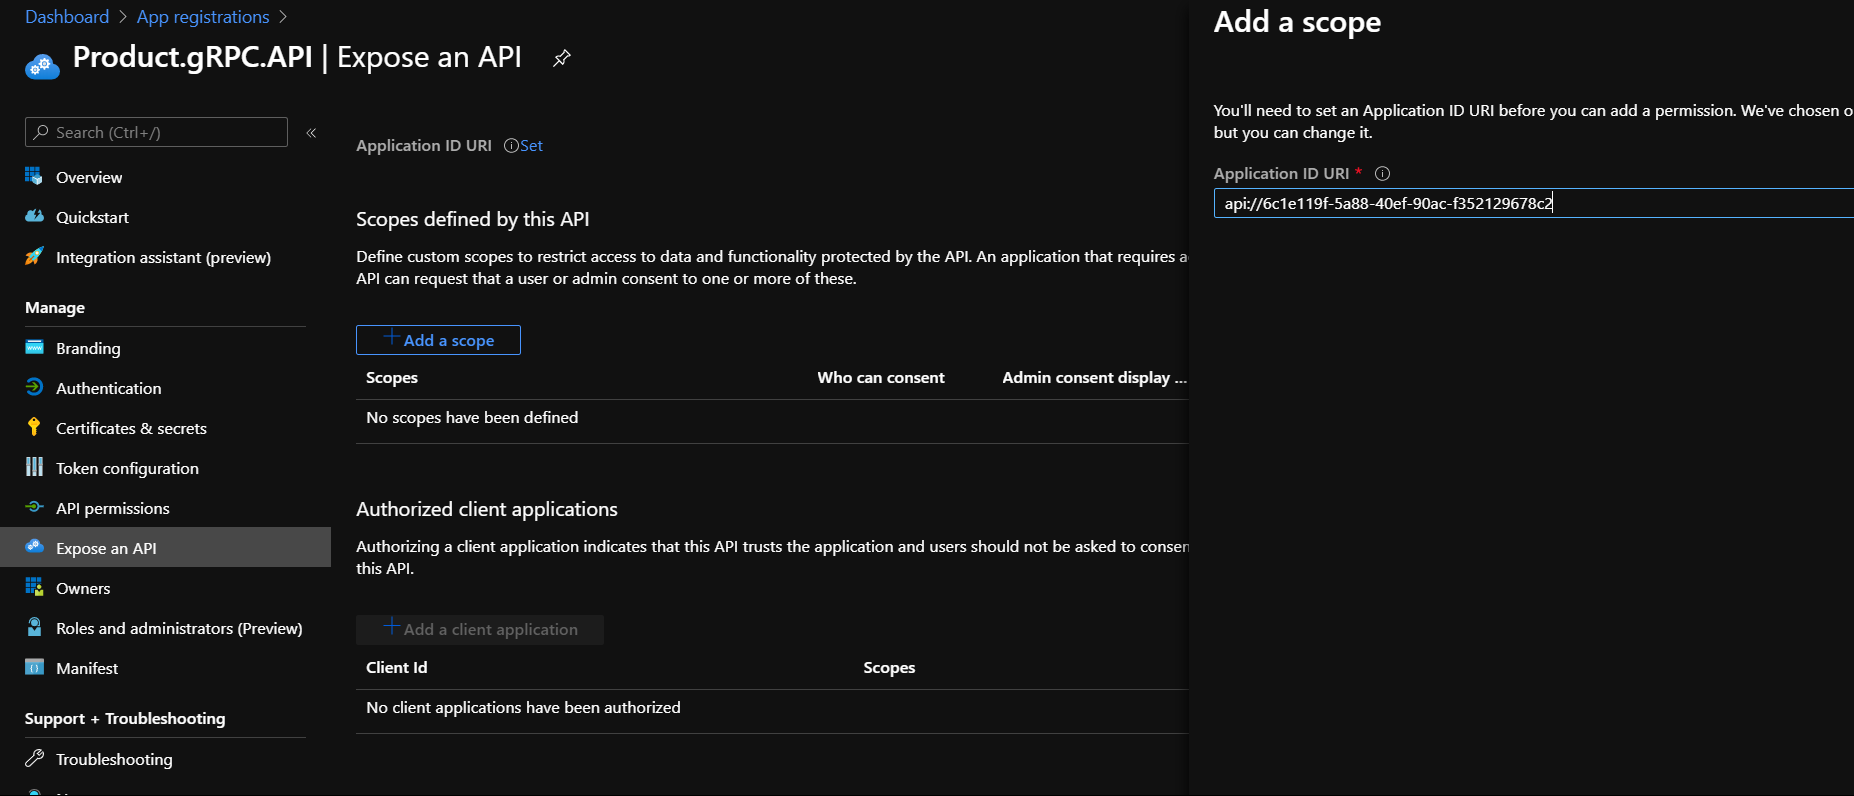 Dashboard > App registrations >
Product.gRPC.API | Expose an API
Search (Ctrl+/)
«
Overview
Quickstart
Integration assistant (preview)
Manage
Branding
Authentication
Certificates & secrets
Token configuration
API permissions
Expose an API
Owners
Roles and administrators (Preview)
Manifest
Support + Troubleshooting
Troubleshooting
Application ID URI Set
Scopes defined by this API
Define custom scopes to restrict access to data and functionality protected by the API. An application that requires a
API can request that a user or admin consent to one or more of these.
+ Add a scope
Scopes Who can consent Admin consent display ...
No scopes have been defined
Authorized client applications
Authorizing a client application indicates that this API trusts the application and users should not be asked to consen
this API.
+ Add a client application
Client Id Scopes
No client applications have been authorized
Add a scope
You'll need to set an Application ID URI before you can add a permission. We've chosen o
but you can change it.
Application ID URI *
api://6c1e119f-5a88-40ef-90ac-f352129678c2